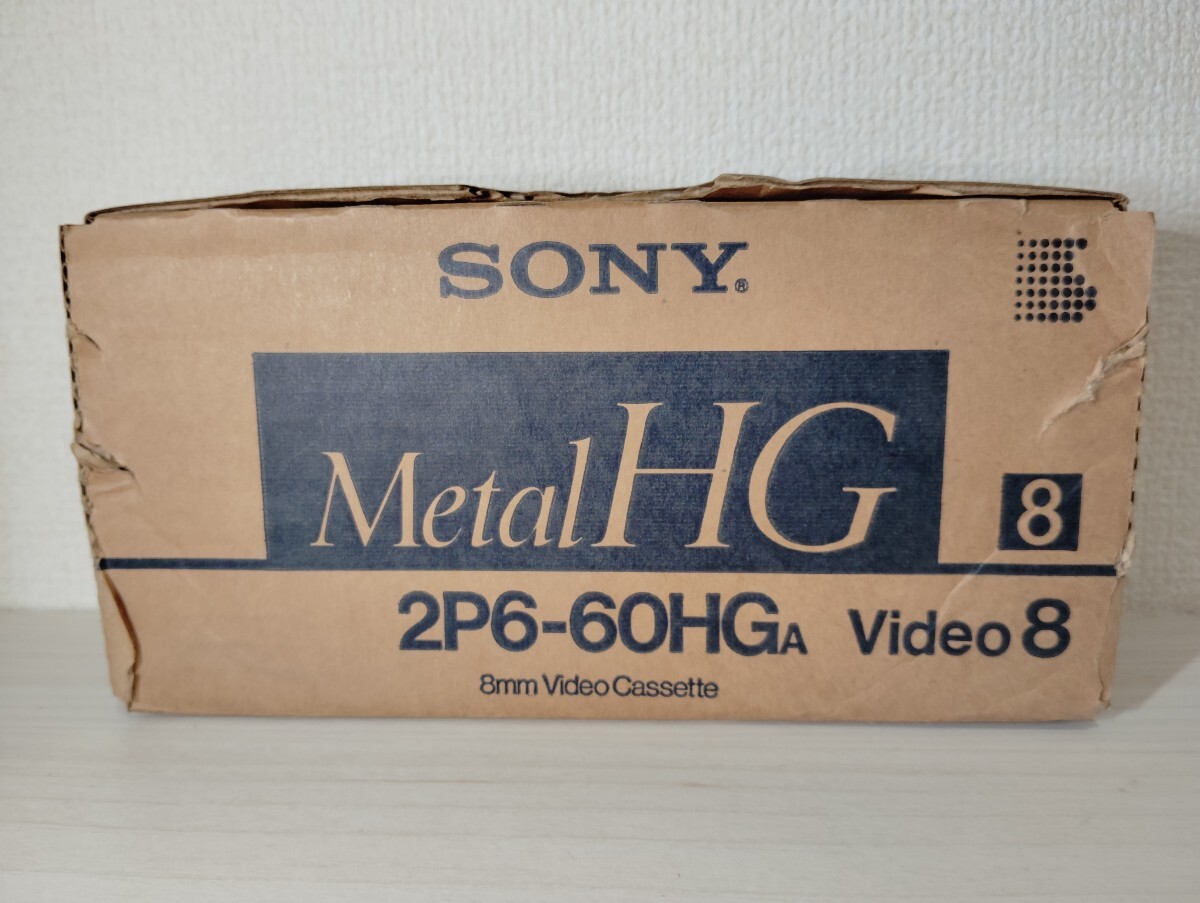 SONY®
Metal HG
8
2P6-60HGA Video 8
8mm Video Cassette